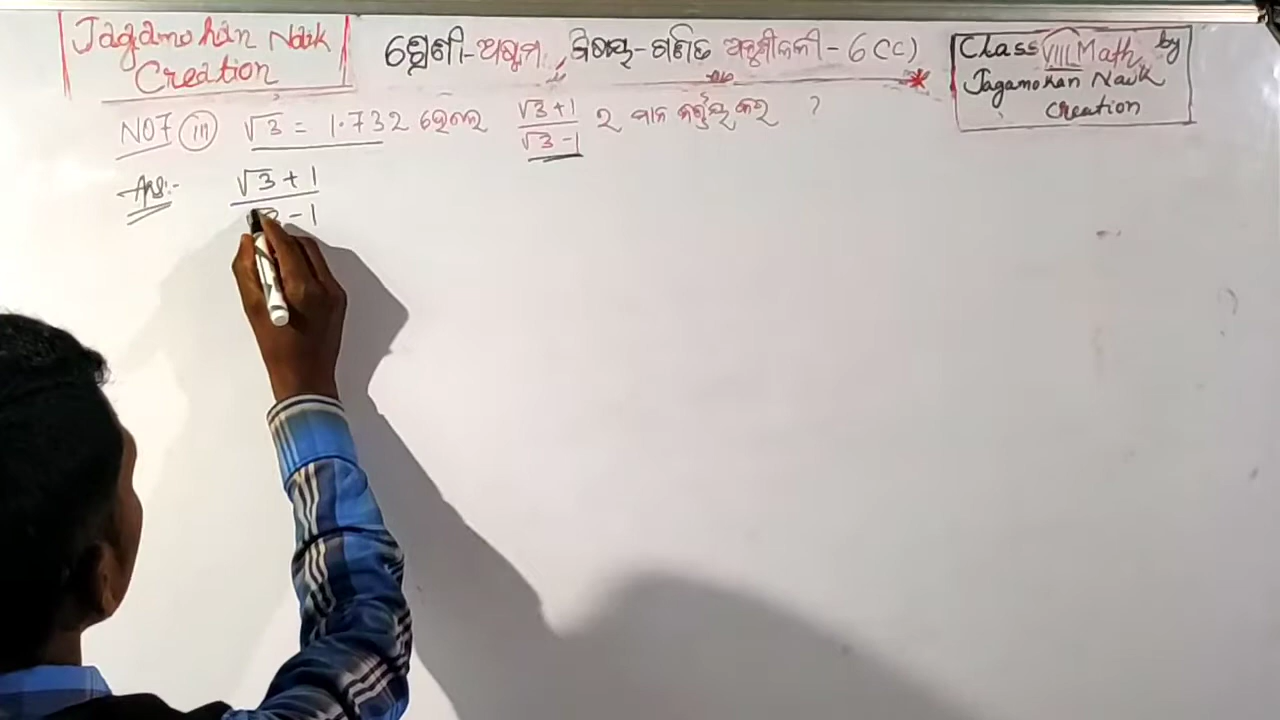 Jagamohan Naik
Creation
ଶ୍ରେଣୀ-ଅଷ୍ଟମ, ବିଷୟ-ଗଣିତ ଅନୁଶୀଳନୀ-6(C)
Class VIII Math by
Jagamohan Naik
Creation
NO7 (iii) √3 = 1.732 ହେଲେ (√3+1)/(√3-1) ର ମାନ ନିର୍ଣ୍ଣୟ କର ?
Ans:- (√3+1)/(√3-1)